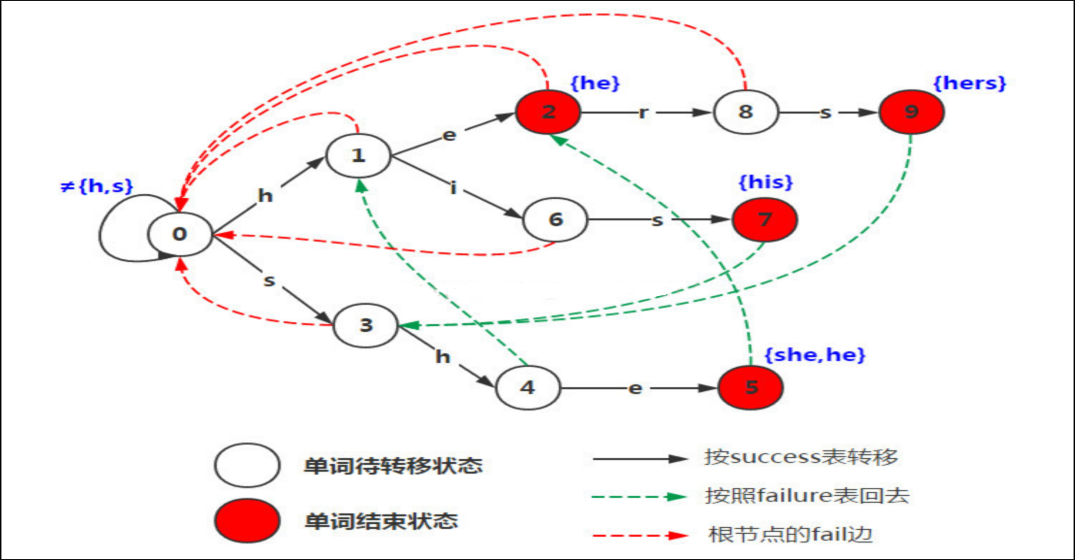 {he}
{hers}
2
r
8
s
9
e
1
≠{h,s}
h
i
{his}
6
s
7
0
s
3
h
{she,he}
4
e
5
单词待转移状态
按success表转移
按照failure表回去
单词结束状态
根节点的fail边